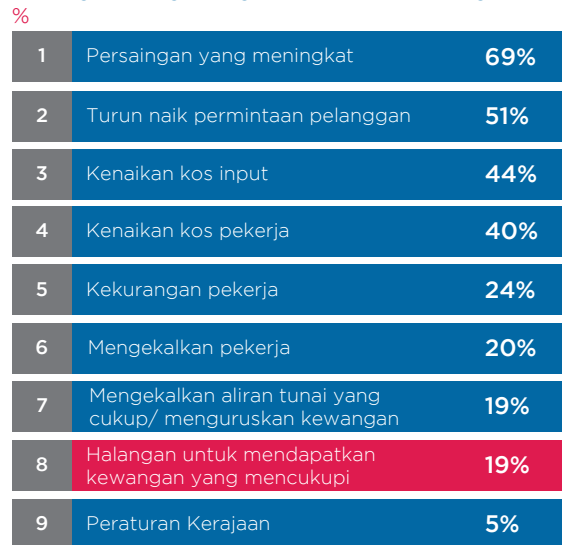 %
1 Persaingan yang meningkat 69%
2 Turun naik permintaan pelanggan 51%
3 Kenaikan kos input 44%
4 Kenaikan kos pekerja 40%
5 Kekurangan pekerja 24%
6 Mengekalkan pekerja 20%
7 Mengekalkan aliran tunai yang
cukup/ menguruskan kewangan 19%
8 Halangan untuk mendapatkan
kewangan yang mencukupi 19%
9 Peraturan Kerajaan 5%